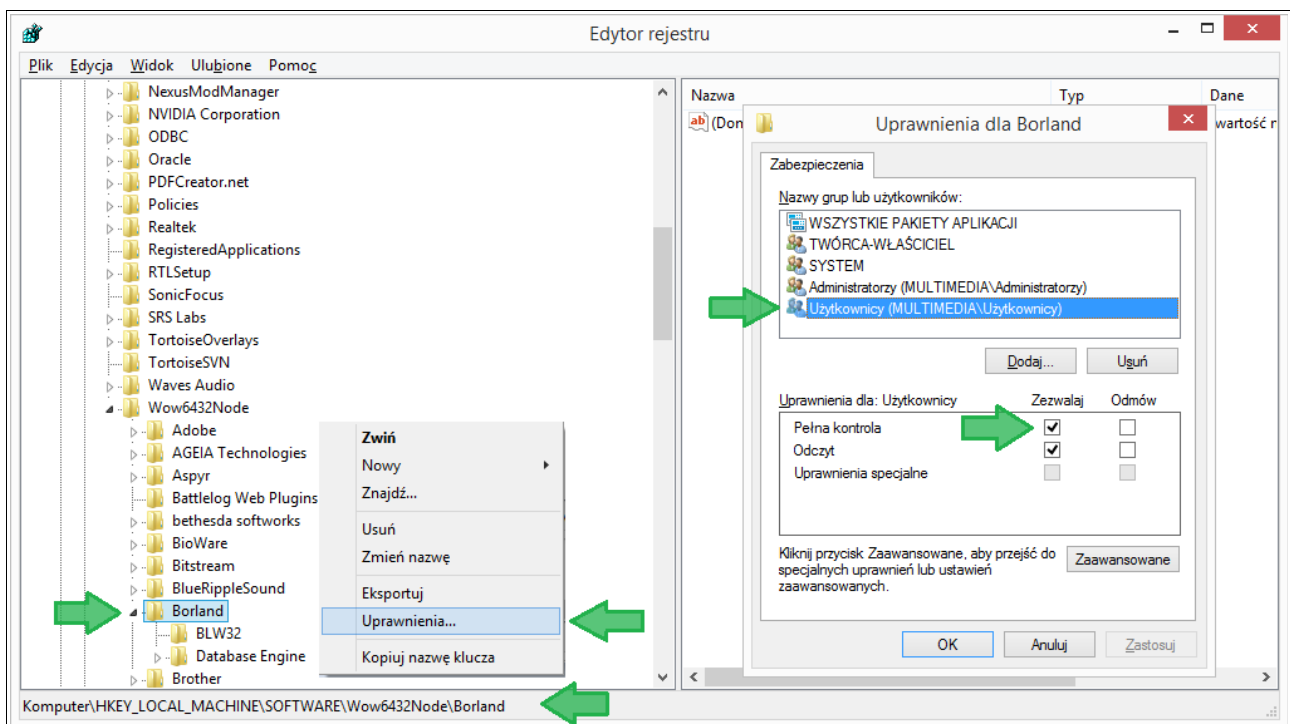 Edytor rejestru
Plik Edycja Widok Ulubione Pomoc
NexusModManager
NVIDIA Corporation
ODBC
Oracle
PDFCreator.net
Policies
Realtek
RegisteredApplications
RTLSetup
SonicFocus
SRS Labs
TortoiseOverlays
TortoiseSVN
Waves Audio
Wow6432Node
Adobe
AGEIA Technologies
Aspyr
Battlelog Web Plugins
bethesda softworks
BioWare
Bitstream
BlueRippleSound
Borland
BLW32
Database Engine
Brother
Zwiń
Nowy
Znajdź...
Usuń
Zmień nazwę
Eksportuj
Uprawnienia...
Kopiuj nazwę klucza
Nazwa Typ Dane
ab (Dom wartość n
Uprawnienia dla Borland
Zabezpieczenia
Nazwy grup lub użytkowników:
WSZYSTKIE PAKIETY APLIKACJI
TWÓRCA-WŁAŚCICIEL
SYSTEM
Administratorzy (MULTIMEDIA\Administratorzy)
Użytkownicy (MULTIMEDIA\Użytkownicy)
Dodaj... Usuń
Uprawnienia dla: Użytkownicy Zezwalaj Odmów
Pełna kontrola
Odczyt
Uprawnienia specjalne
Kliknij przycisk Zaawansowane, aby przejść do
specjalnych uprawnień lub ustawień
zaawansowanych.
Zaawansowane
OK Anuluj Zastosuj
Komputer\HKEY_LOCAL_MACHINE\SOFTWARE\Wow6432Node\Borland